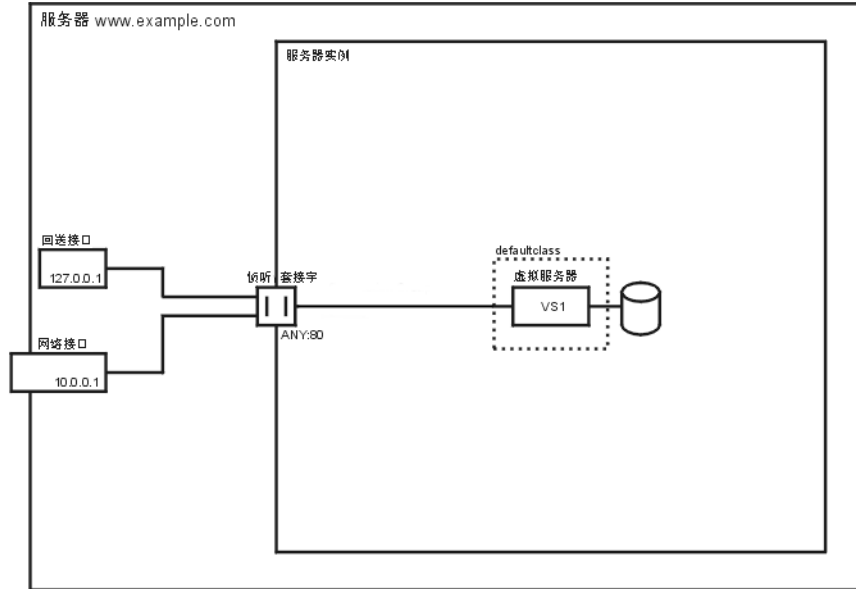 服务器 www.example.com
服务器实例
回送接口
127.0.0.1
defaultclass
虚拟服务器
VS1
侦听 套接字
ANY:80
网络接口
10.0.0.1